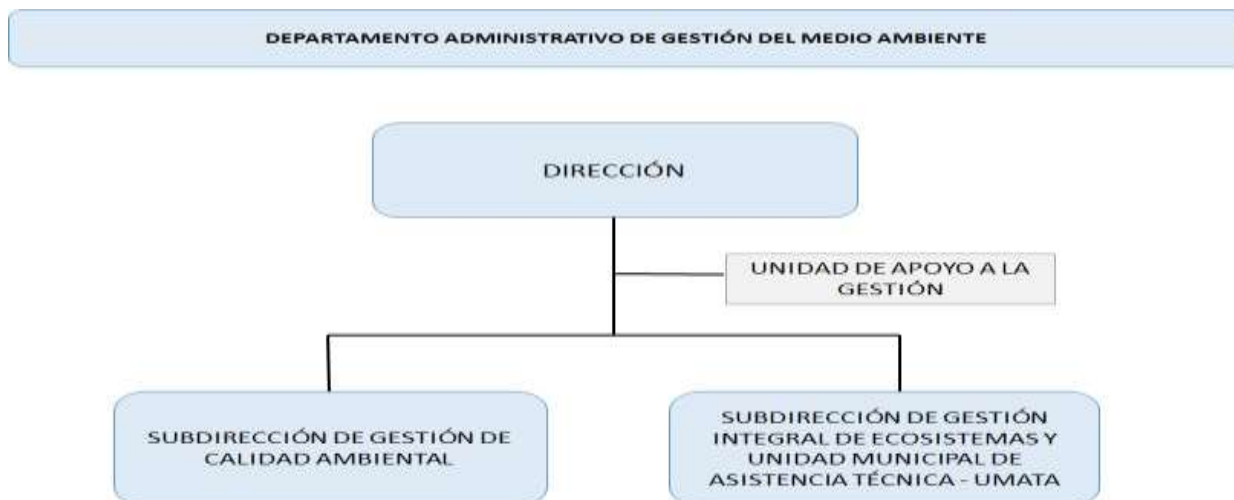 DEPARTAMENTO ADMINISTRATIVO DE GESTIÓN DEL MEDIO AMBIENTE
DIRECCIÓN
UNIDAD DE APOYO A LA
GESTIÓN
SUBDIRECCIÓN DE GESTIÓN DE
CALIDAD AMBIENTAL
SUBDIRECCIÓN DE GESTIÓN
INTEGRAL DE ECOSISTEMAS Y
UNIDAD MUNICIPAL DE
ASISTENCIA TÉCNICA - UMATA